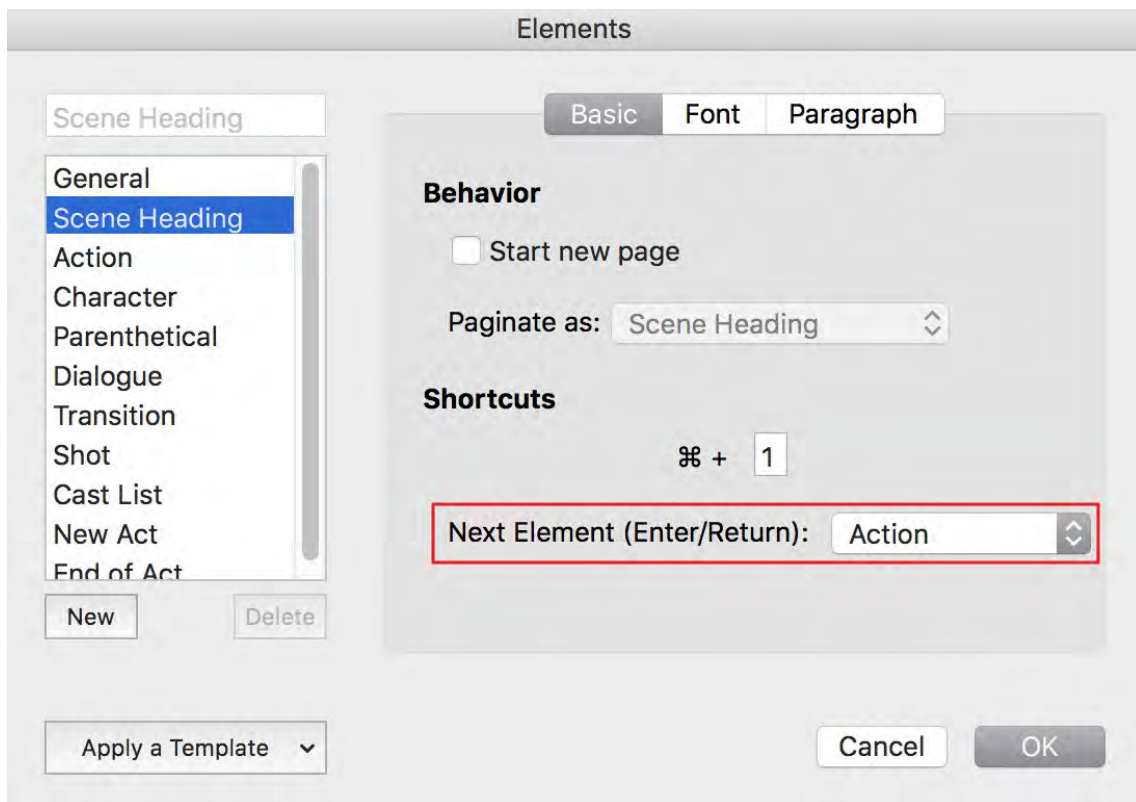 Elements
Scene Heading
General
Scene Heading
Action
Character
Parenthetical
Dialogue
Transition
Shot
Cast List
New Act
End of Act
New
Delete
Apply a Template
Basic Font Paragraph
Behavior
Start new page
Paginate as: Scene Heading
Shortcuts
⌘ + 1
Next Element (Enter/Return): Action
Cancel
OK